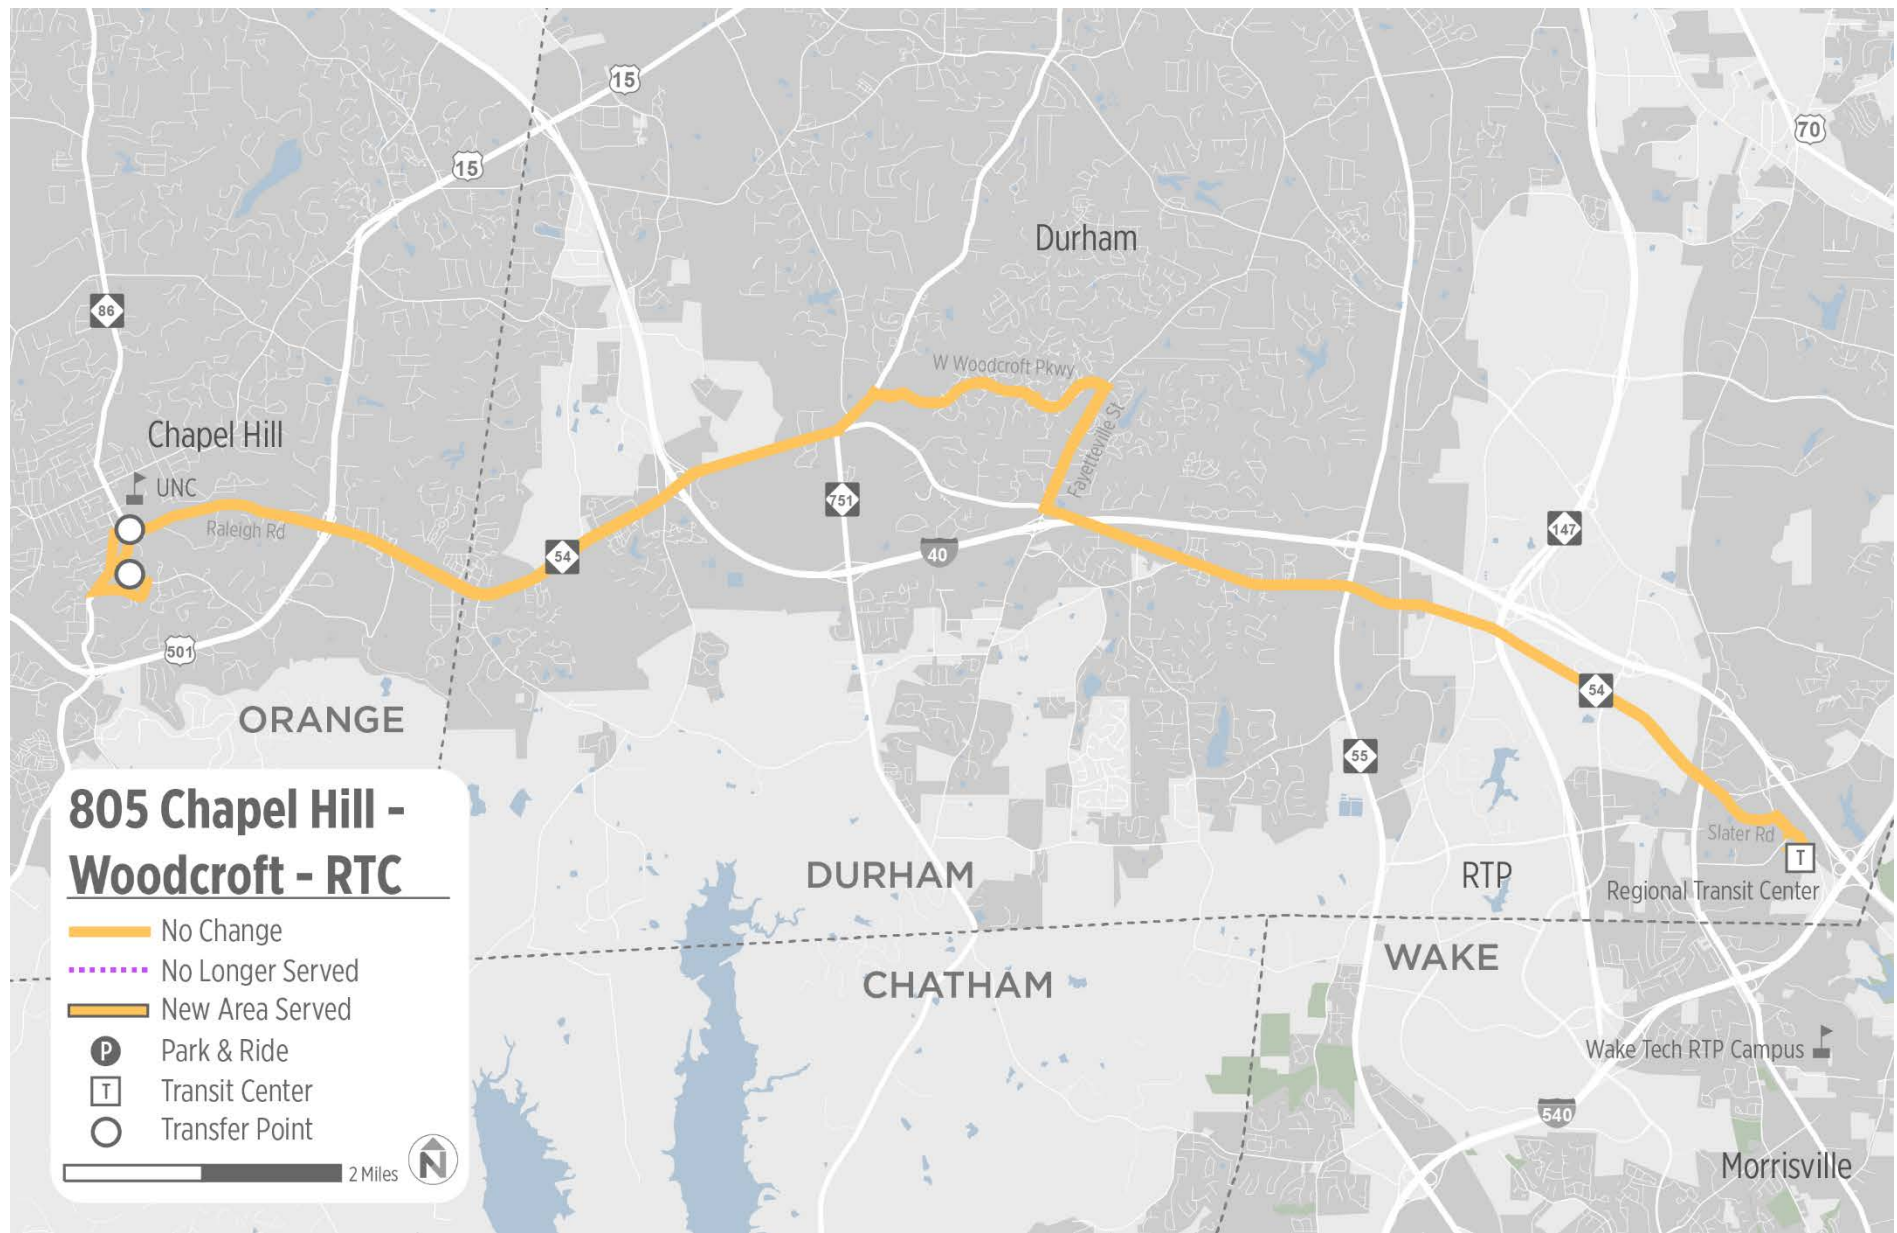 15
15
70
Durham
86
W Woodcroft Pkwy
Chapel Hill
Fayetteville St
UNC
751
Raleigh Rd
147
54
40
501
54
ORANGE
55
805 Chapel Hill -
Woodcroft - RTC
Slater Rd
T
DURHAM
RTP
Regional Transit Center
No Change
WAKE
No Longer Served
CHATHAM
New Area Served
P
Park & Ride
Wake Tech RTP Campus
T
Transit Center
540
Transfer Point
N
2 Miles
Morrisville